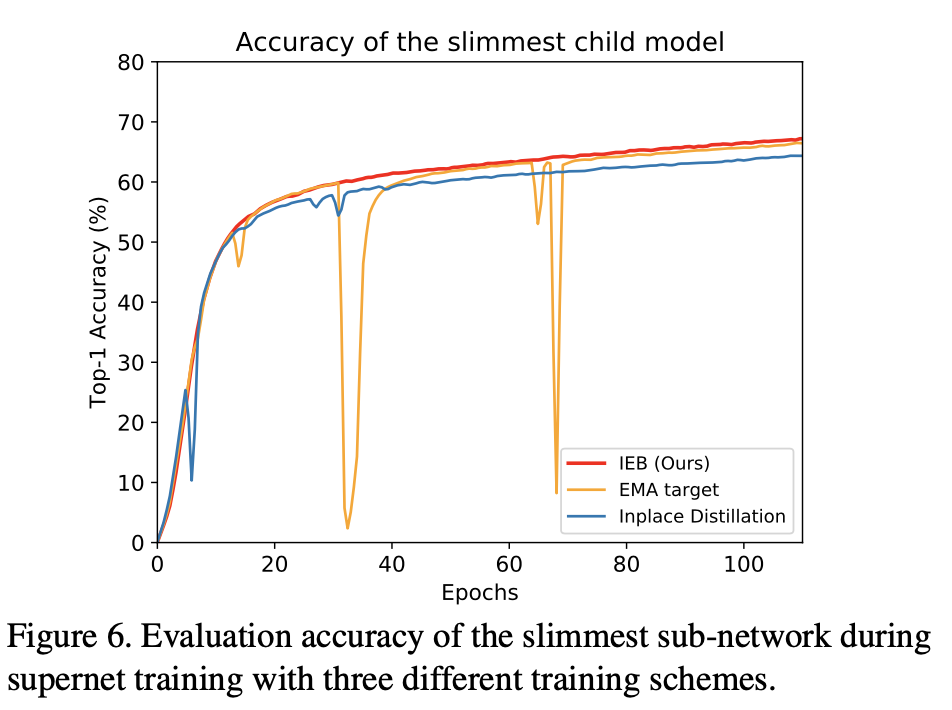 Accuracy of the slimmest child model
80
70
60
50
40
30
20
10
0
Top-1 Accuracy (%)
0 20 40 60 80 100
Epochs
IEB (Ours)
EMA target
Inplace Distillation
Figure 6. Evaluation accuracy of the slimmest sub-network during
supernet training with three different training schemes.